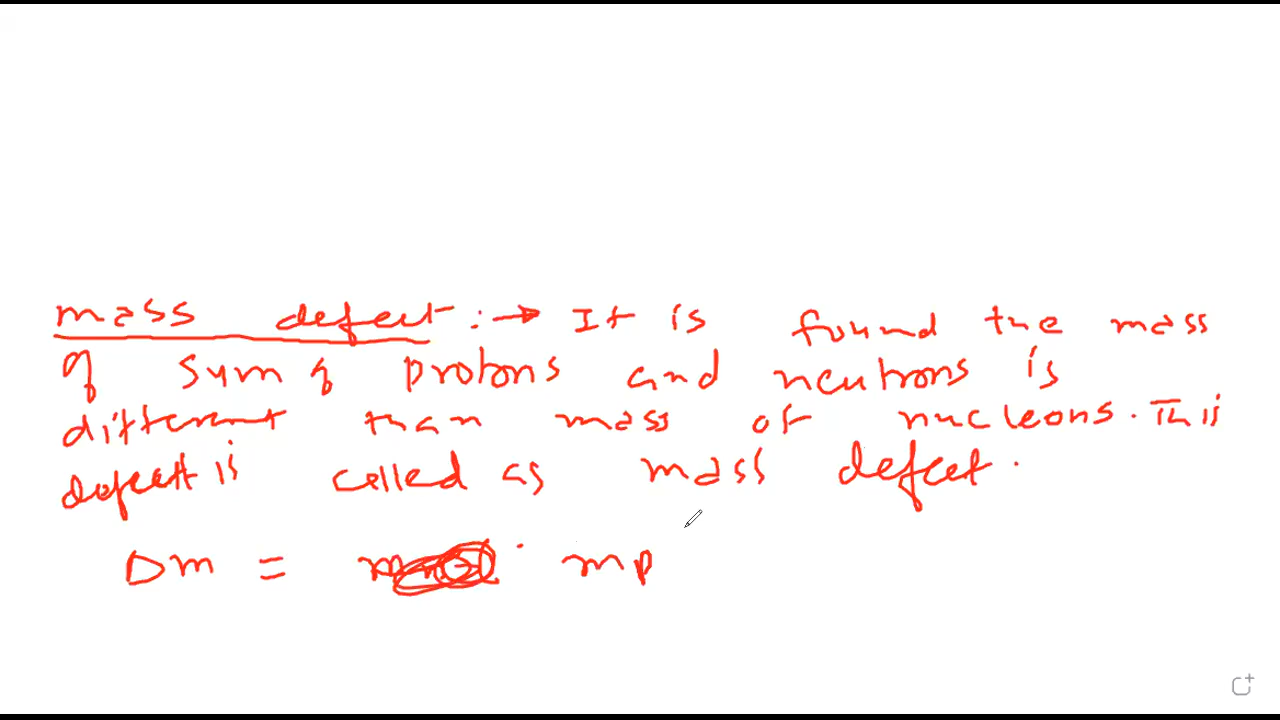 mass defect :→ It is found the mass
of sum of protons and neutrons is
different than mass of nucleons. This
defect is called as mass defect.
Dm = mp